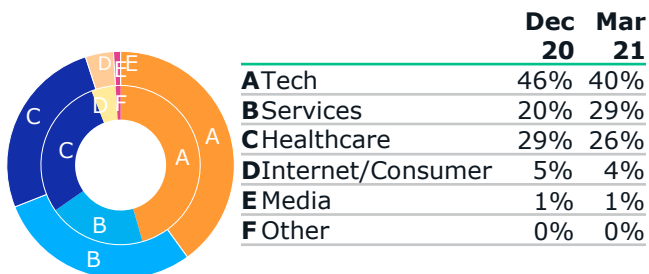 Dec Mar
20 21
A Tech 46% 40%
B Services 20% 29%
C Healthcare 29% 26%
D Internet/Consumer 5% 4%
E Media 1% 1%
F Other 0% 0%
D E E
D F
C
C
A
A
B
B